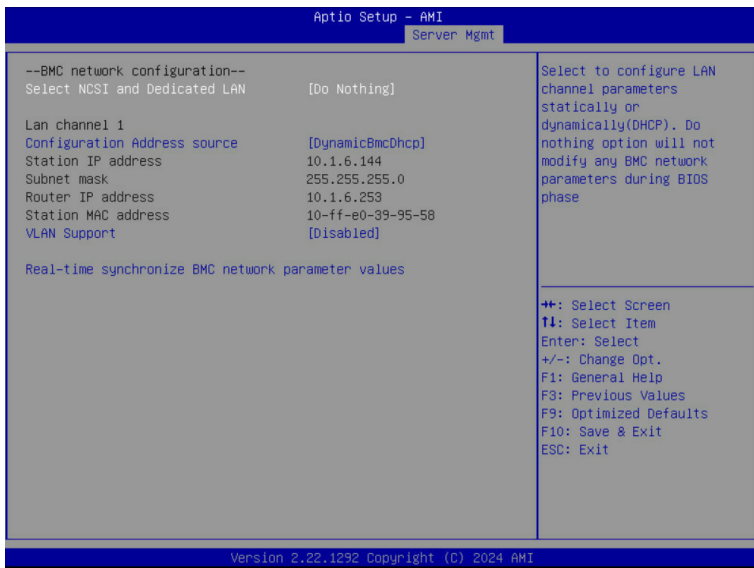 Aptio Setup – AMI
Server Mgmt
--BMC network configuration--
Select NCSI and Dedicated LAN [Do Nothing]
Lan channel 1
Configuration Address source [DynamicBmcDhcp]
Station IP address 10.1.6.144
Subnet mask 255.255.255.0
Router IP address 10.1.6.253
Station MAC address 10-ff-e0-39-95-58
VLAN Support [Disabled]
Real-time synchronize BMC network parameter values
Select to configure LAN
channel parameters
statically or
dynamically(DHCP). Do
nothing option will not
modify any BMC network
parameters during BIOS
phase
→←: Select Screen
↑↓: Select Item
Enter: Select
+/-: Change Opt.
F1: General Help
F3: Previous Values
F9: Optimized Defaults
F10: Save & Exit
ESC: Exit
Version 2.22.1292 Copyright (C) 2024 AMI